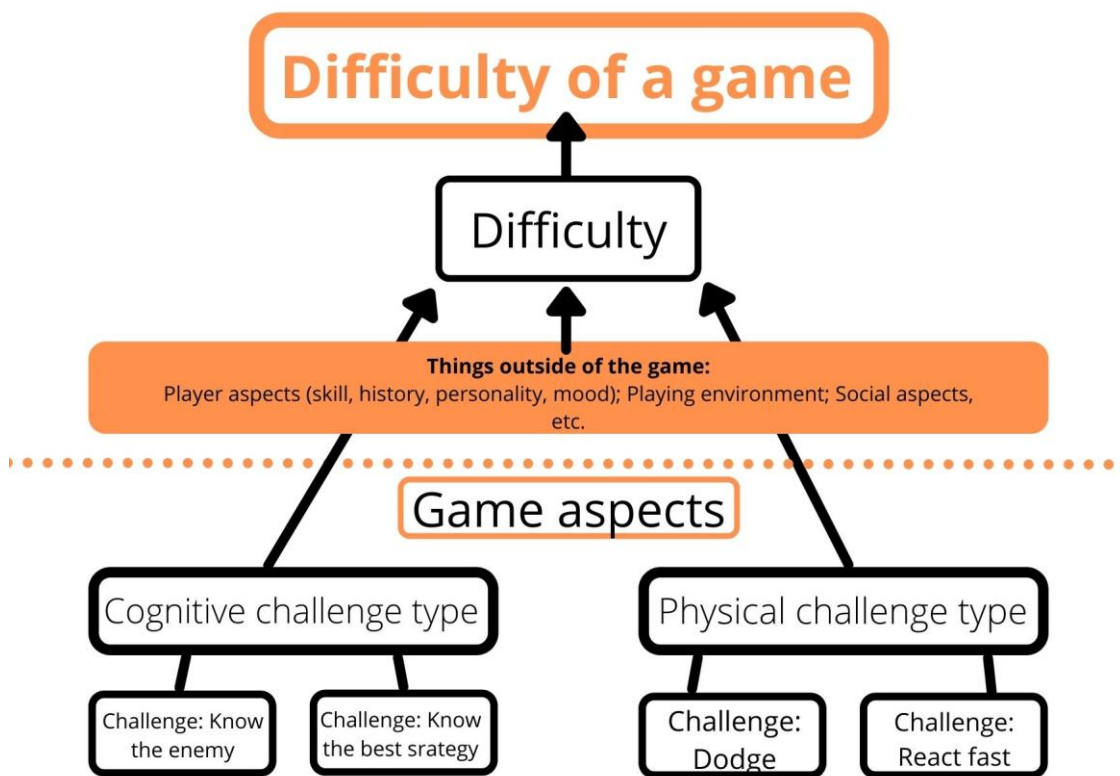 Difficulty of a game
Difficulty
Things outside of the game:
Player aspects (skill, history, personality, mood); Playing environment; Social aspects,
etc.
Game aspects
Cognitive challenge type
Physical challenge type
Challenge: Know
the enemy
Challenge: Know
the best srategy
Challenge:
Dodge
Challenge:
React fast